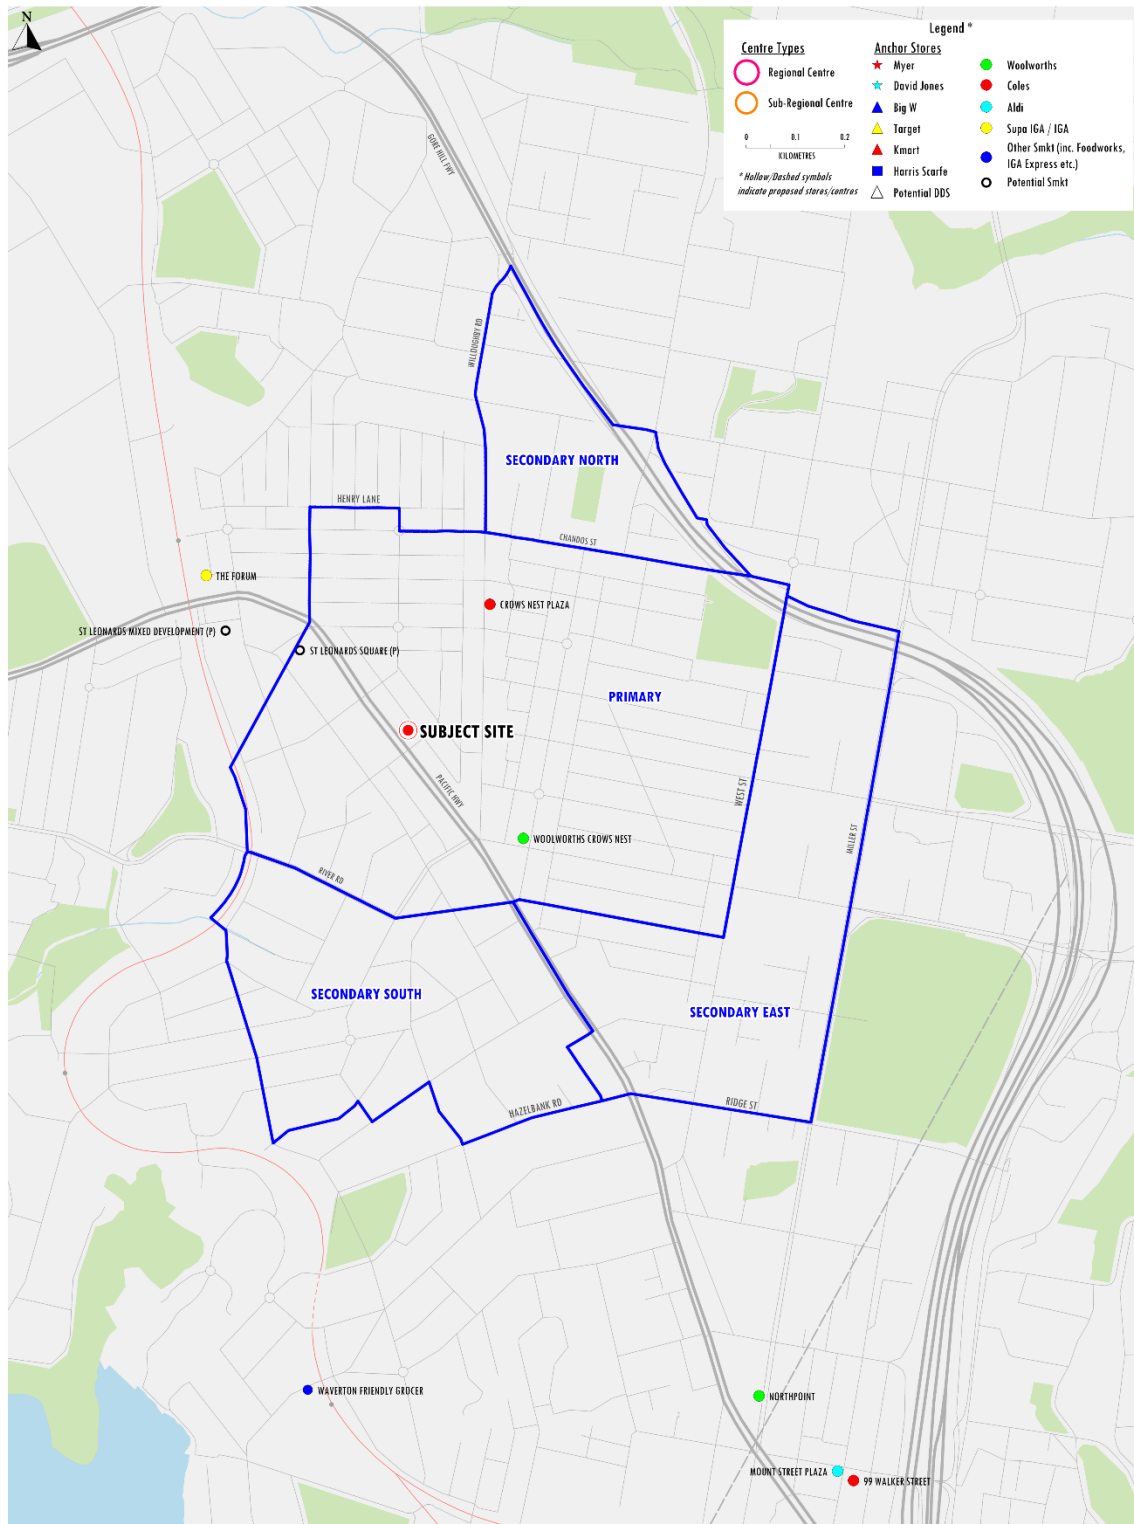 N
Legend *
Centre Types
Regional Centre
Sub-Regional Centre
0 0.1 0.2
KILOMETRES
* Hollow/Dashed symbols
indicate proposed stores/centres
Anchor Stores
Myer
David Jones
Big W
Target
Kmart
Harris Scarfe
Potential DDS
Woolworths
Coles
Aldi
Supa IGA / IGA
Other Smkt (inc. Foodworks,
IGA Express etc.)
Potential Smkt
GORE HILL FWY
WILLOUGHBY RD
SECONDARY NORTH
HENRY LANE
CHANDOS ST
THE FORUM
CROWS NEST PLAZA
ST LEONARDS MIXED DEVELOPMENT (P)
ST LEONARDS SQUARE (P)
PRIMARY
SUBJECT SITE
PACIFIC HWY
WEST ST
MILLER ST
WOOLWORTHS CROWS NEST
RIVER RD
SECONDARY SOUTH
SECONDARY EAST
HAZELBANK RD
RIDGE ST
WAVERTON FRIENDLY GROCER
NORTHPOINT
MOUNT STREET PLAZA
99 WALKER STREET